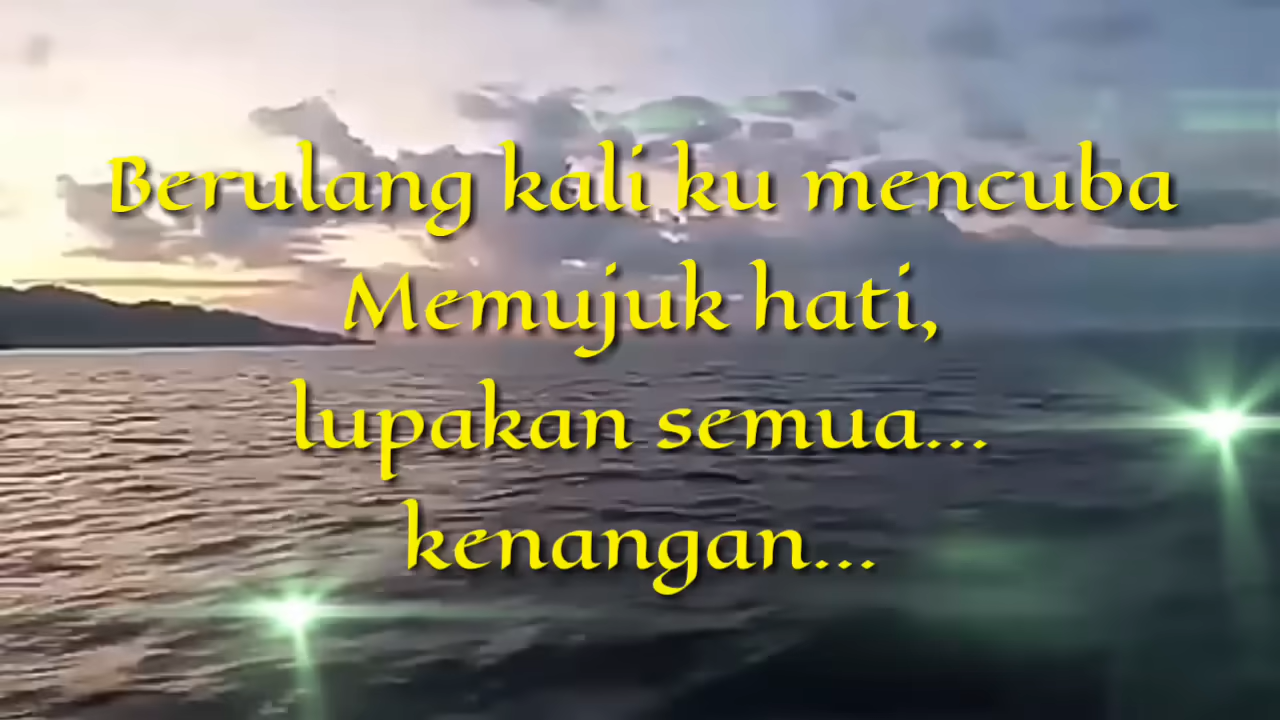 Berulang kali ku mencuba
Memujuk hati,
lupakan semua...
kenangan...